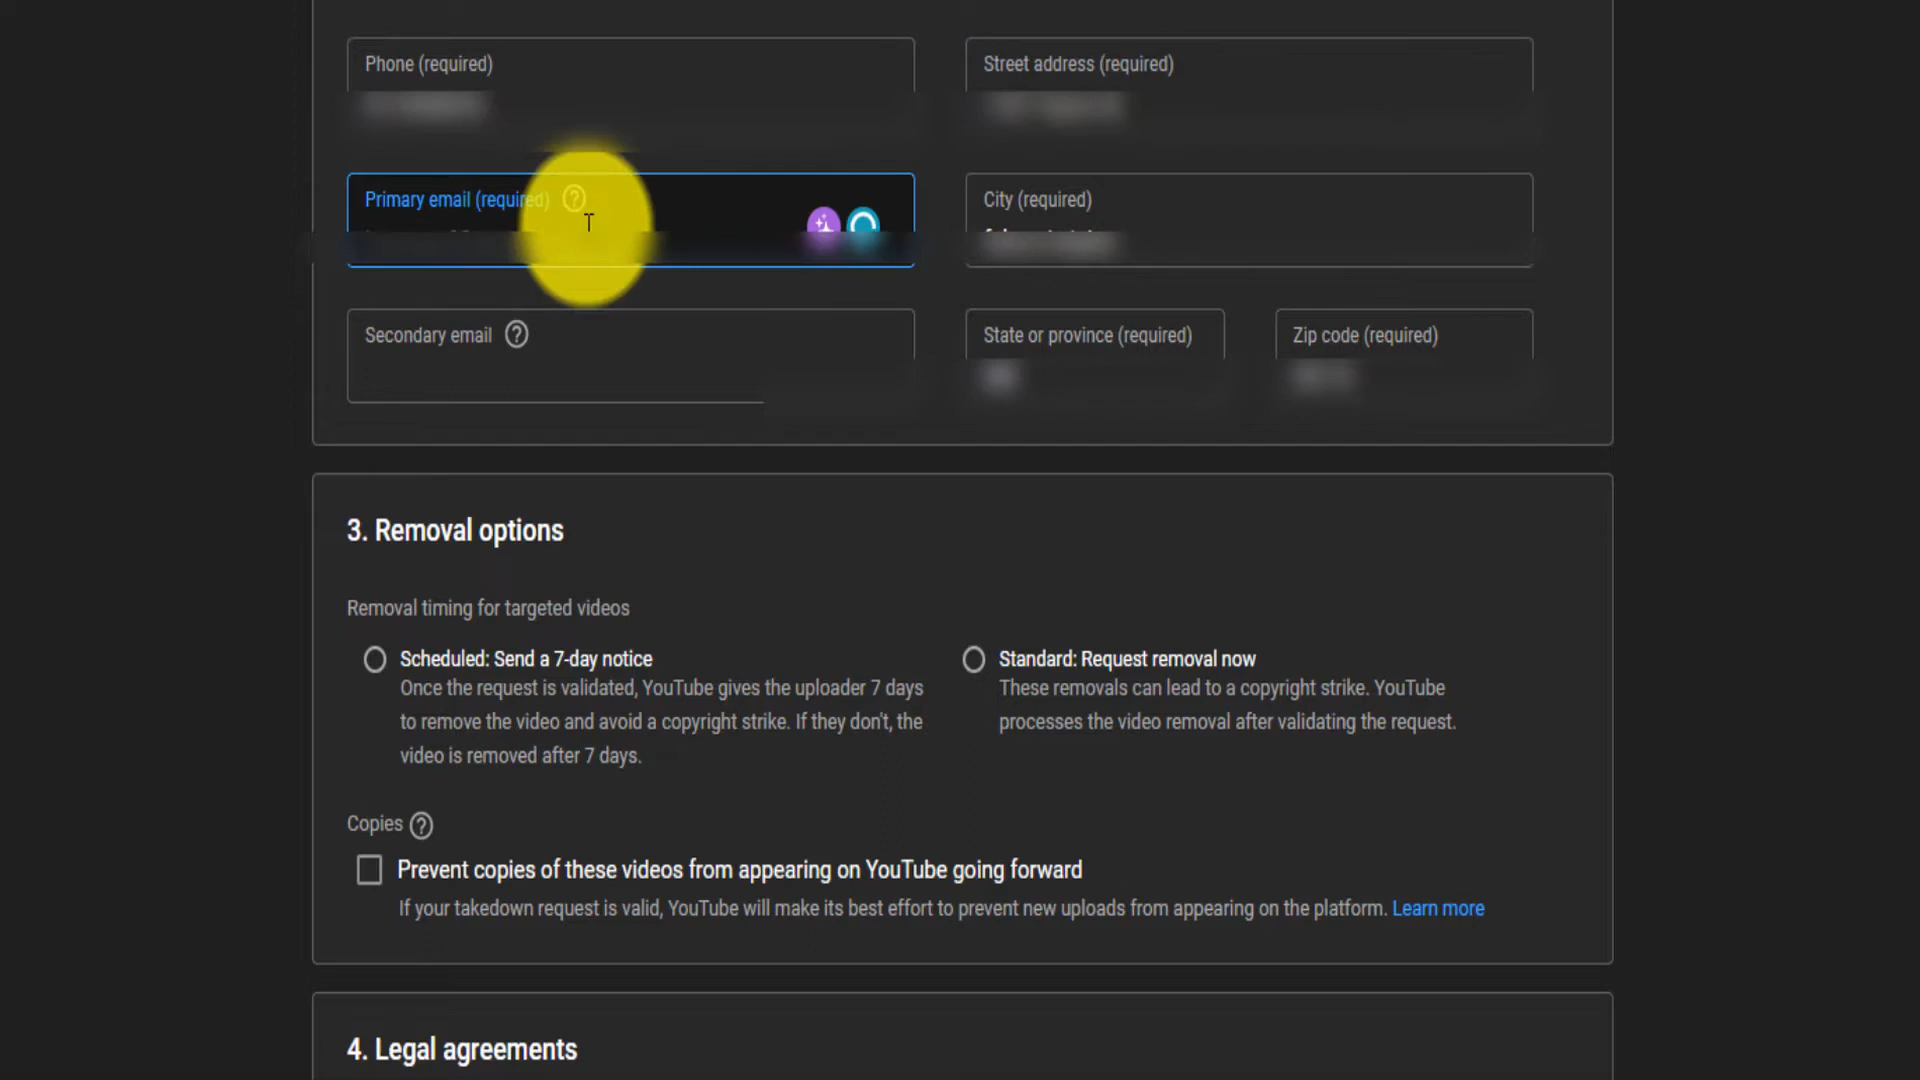 Phone (required)
Street address (required)
Primary email (required)
City (required)
Secondary email
State or province (required)
Zip code (required)
3. Removal options
Removal timing for targeted videos
Scheduled: Send a 7-day notice
Once the request is validated, YouTube gives the uploader 7 days
to remove the video and avoid a copyright strike. If they don't, the
video is removed after 7 days.
Standard: Request removal now
These removals can lead to a copyright strike. YouTube
processes the video removal after validating the request.
Copies
Prevent copies of these videos from appearing on YouTube going forward
If your takedown request is valid, YouTube will make its best effort to prevent new uploads from appearing on the platform. Learn more
4. Legal agreements